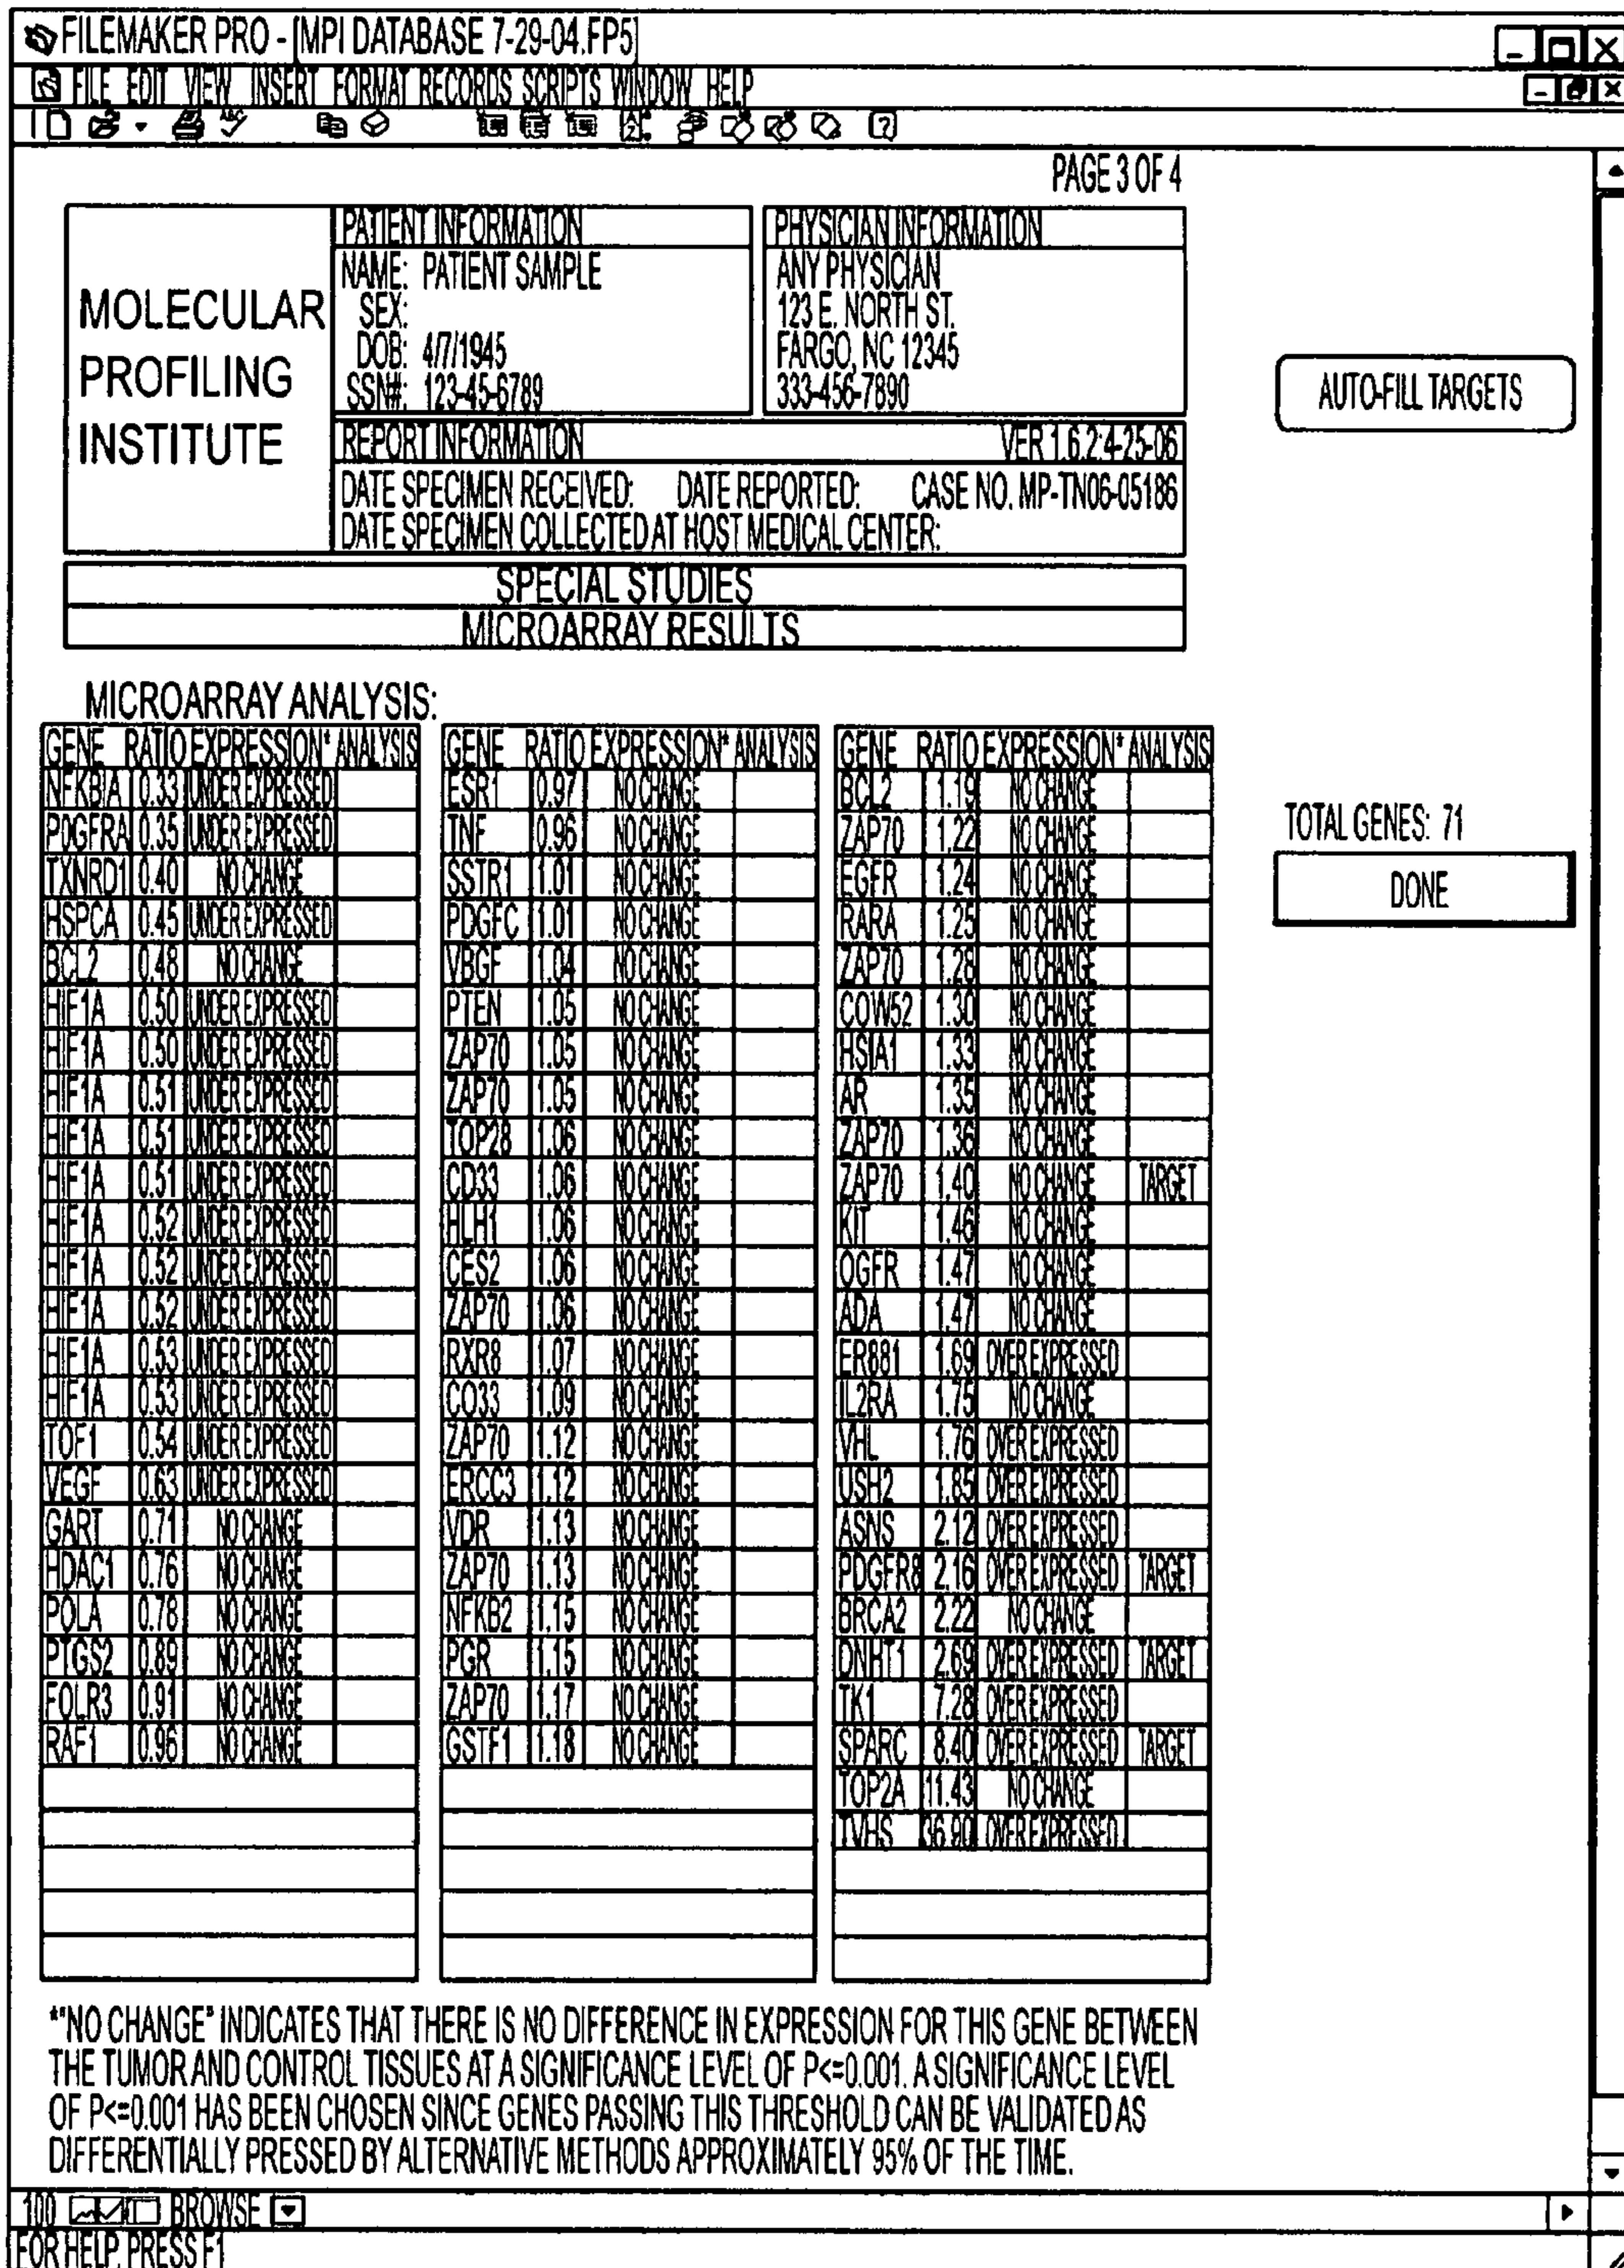 FILEMAKER PRO - [MPI DATABASE 7-29-04.FP5]
FILE EDIT VIEW INSERT FORMAT RECORDS SCRIPTS WINDOW HELP
PAGE 3 OF 4
MOLECULAR
PROFILING
INSTITUTE
PATIENT INFORMATION
NAME: PATIENT SAMPLE
SEX:
DOB: 4/7/1945
SSN#: 123-45-6789
PHYSICIAN INFORMATION
ANY PHYSICIAN
123 E. NORTH ST.
FARGO, NC 12345
333-456-7890
REPORT INFORMATION VER 1.6.2:4-25-06
DATE SPECIMEN RECEIVED: DATE REPORTED: CASE NO. MP-TN06-05186
DATE SPECIMEN COLLECTED AT HOST MEDICAL CENTER:
AUTO-FILL TARGETS
SPECIAL STUDIES
MICROARRAY RESULTS
MICROARRAY ANALYSIS:
GENE RATIO EXPRESSION* ANALYSIS
NFKBIA 0.33 UNDER EXPRESSED
PDGFRA 0.35 UNDER EXPRESSED
TXNRD1 0.40 NO CHANGE
HSPCA 0.45 UNDER EXPRESSED
BCL2 0.48 NO CHANGE
HIF1A 0.50 UNDER EXPRESSED
HIF1A 0.50 UNDER EXPRESSED
HIF1A 0.51 UNDER EXPRESSED
HIF1A 0.51 UNDER EXPRESSED
HIF1A 0.51 UNDER EXPRESSED
HIF1A 0.52 UNDER EXPRESSED
HIF1A 0.52 UNDER EXPRESSED
HIF1A 0.52 UNDER EXPRESSED
HIF1A 0.53 UNDER EXPRESSED
HIF1A 0.53 UNDER EXPRESSED
TOF1 0.54 UNDER EXPRESSED
VEGF 0.63 UNDER EXPRESSED
GART 0.71 NO CHANGE
HDAC1 0.76 NO CHANGE
POLA 0.78 NO CHANGE
PTGS2 0.89 NO CHANGE
FOLR3 0.91 NO CHANGE
RAF1 0.96 NO CHANGE
GENE RATIO EXPRESSION* ANALYSIS
ESR1 0.97 NO CHANGE
TNF 0.96 NO CHANGE
SSTR1 1.01 NO CHANGE
PDGFC 1.01 NO CHANGE
VBGF 1.04 NO CHANGE
PTEN 1.05 NO CHANGE
ZAP70 1.05 NO CHANGE
ZAP70 1.05 NO CHANGE
TOP28 1.06 NO CHANGE
CD33 1.06 NO CHANGE
HLH1 1.06 NO CHANGE
CES2 1.06 NO CHANGE
ZAP70 1.06 NO CHANGE
RXR8 1.07 NO CHANGE
CO33 1.09 NO CHANGE
ZAP70 1.12 NO CHANGE
ERCC3 1.12 NO CHANGE
VDR 1.13 NO CHANGE
ZAP70 1.13 NO CHANGE
NFKB2 1.15 NO CHANGE
PGR 1.15 NO CHANGE
ZAP70 1.17 NO CHANGE
GSTF1 1.18 NO CHANGE
GENE RATIO EXPRESSION* ANALYSIS
BCL2 1.19 NO CHANGE
ZAP70 1.22 NO CHANGE
EGFR 1.24 NO CHANGE
RARA 1.25 NO CHANGE
ZAP70 1.28 NO CHANGE
COW52 1.30 NO CHANGE
HSIA1 1.33 NO CHANGE
AR 1.35 NO CHANGE
ZAP70 1.36 NO CHANGE
ZAP70 1.40 NO CHANGE TARGET
KIT 1.46 NO CHANGE
OGFR 1.47 NO CHANGE
ADA 1.47 NO CHANGE
ER881 1.69 OVER EXPRESSED
IL2RA 1.75 NO CHANGE
VHL 1.76 OVER EXPRESSED
USH2 1.85 OVER EXPRESSED
ASNS 2.12 OVER EXPRESSED
PDGFR8 2.16 OVER EXPRESSED TARGET
BRCA2 2.22 NO CHANGE
DNHT1 2.69 OVER EXPRESSED TARGET
TK1 7.28 OVER EXPRESSED
SPARC 8.40 OVER EXPRESSED TARGET
TOP2A 11.43 NO CHANGE
TVHS 36.90 OVER EXPRESSED
TOTAL GENES: 71
DONE
*"NO CHANGE" INDICATES THAT THERE IS NO DIFFERENCE IN EXPRESSION FOR THIS GENE BETWEEN
THE TUMOR AND CONTROL TISSUES AT A SIGNIFICANCE LEVEL OF P<=0.001. A SIGNIFICANCE LEVEL
OF P<=0.001 HAS BEEN CHOSEN SINCE GENES PASSING THIS THRESHOLD CAN BE VALIDATED AS
DIFFERENTIALLY PRESSED BY ALTERNATIVE METHODS APPROXIMATELY 95% OF THE TIME.
100 BROWSE
FOR HELP, PRESS F1